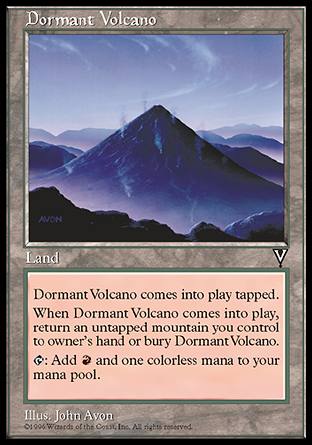 Dormant Volcano
AVON
Land
Dormant Volcano comes into play tapped.
When Dormant Volcano comes into play,
return an untapped mountain you control
to owner's hand or bury Dormant Volcano.
: Add and one colorless mana to your
mana pool.
Illus. John Avon
©1996 Wizards of the Coast, Inc. All rights reserved.